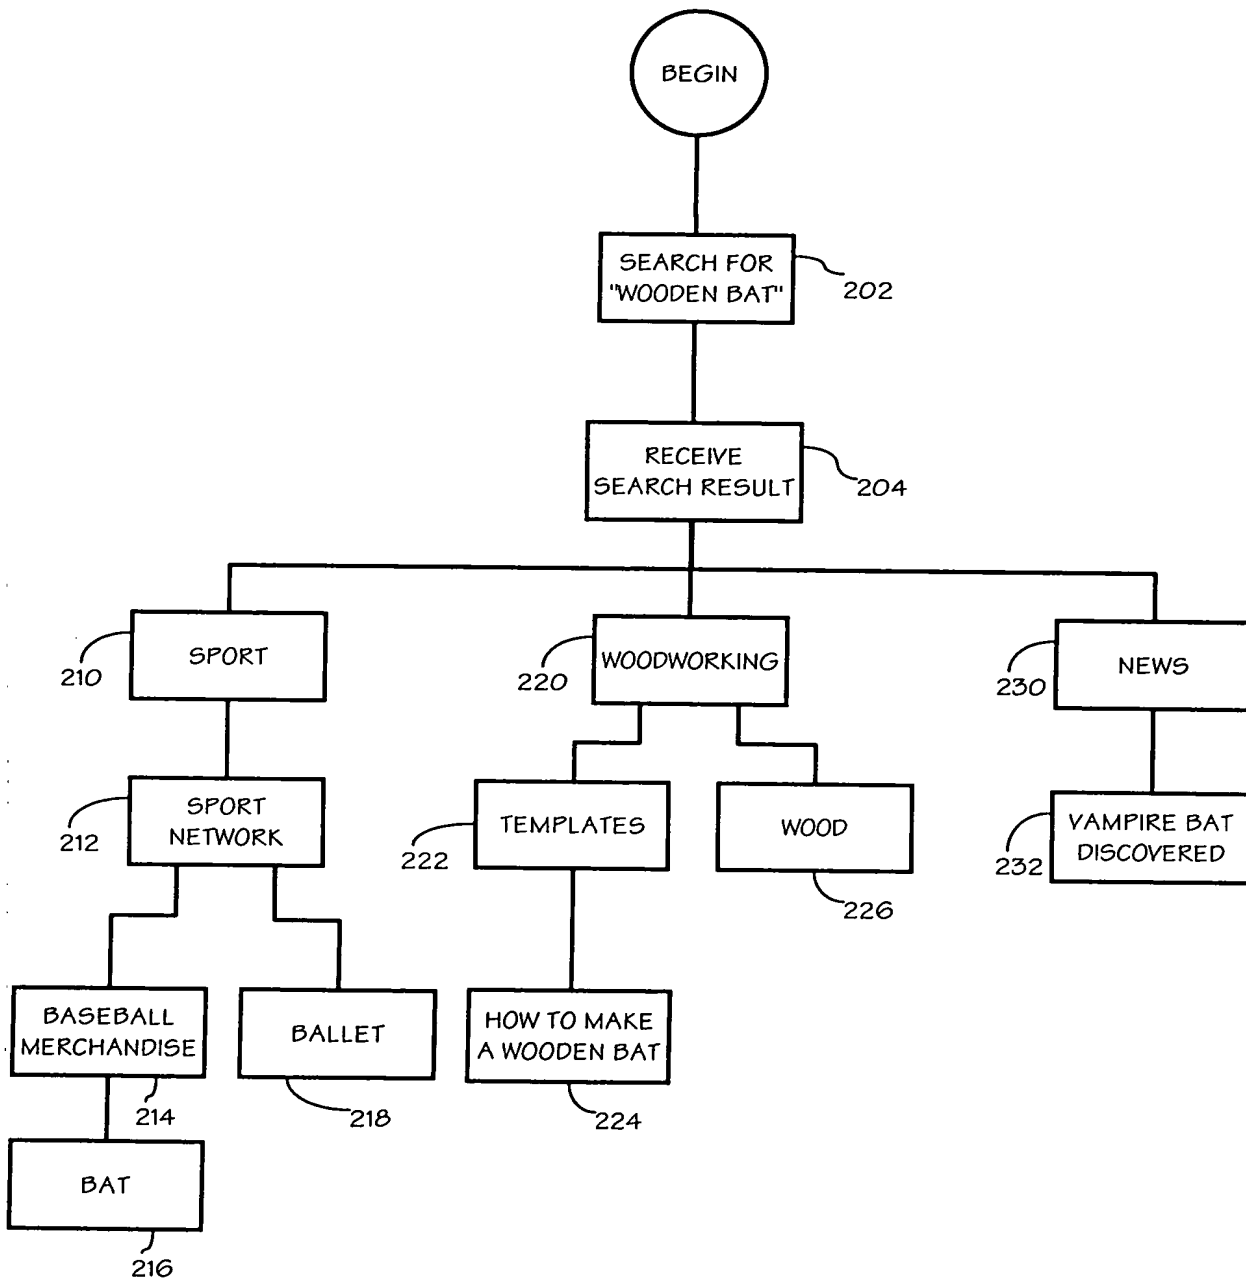 BEGIN
SEARCH FOR
"WOODEN BAT"
202
RECEIVE
SEARCH RESULT
204
SPORT
210
WOODWORKING
220
NEWS
230
SPORT
NETWORK
212
TEMPLATES
222
WOOD
226
VAMPIRE BAT
DISCOVERED
232
BASEBALL
MERCHANDISE
214
BALLET
218
HOW TO MAKE
A WOODEN BAT
224
BAT
216